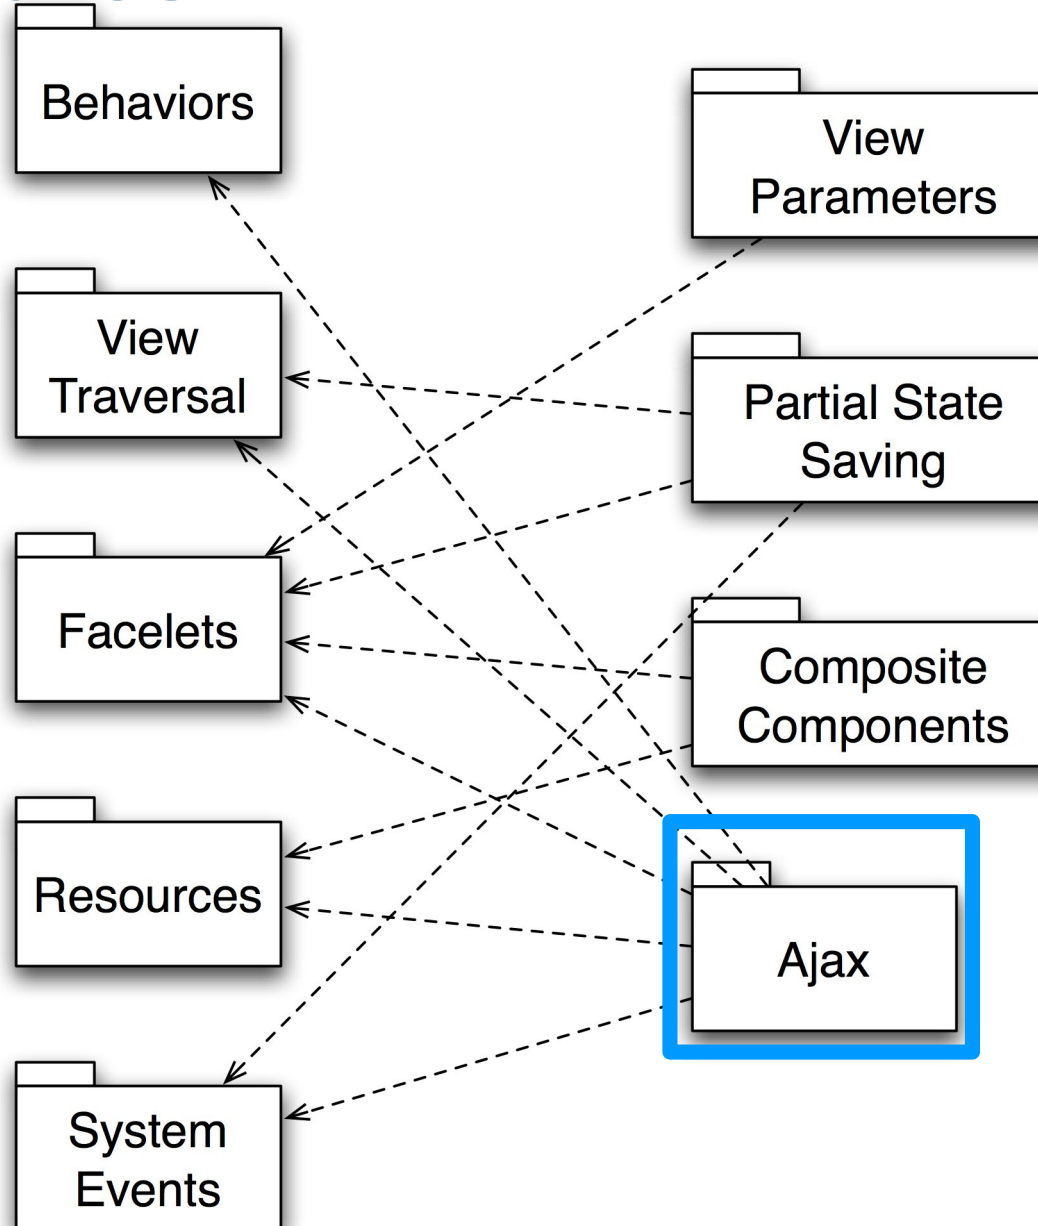 Behaviors
View
Parameters
View
Traversal
Partial State
Saving
Facelets
Composite
Components
Resources
Ajax
System
Events